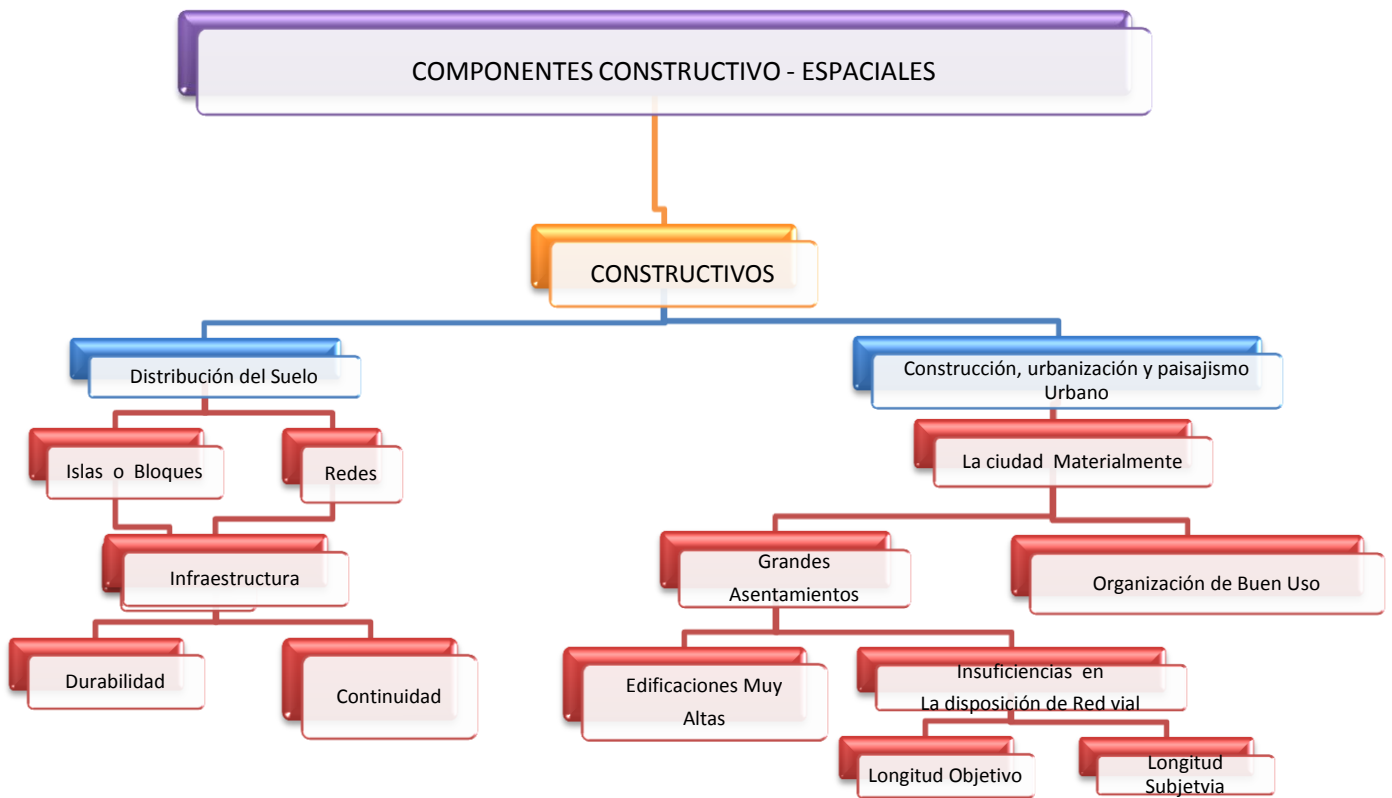 COMPONENTES CONSTRUCTIVO - ESPACIALES
CONSTRUCTIVOS
Distribución del Suelo
Construcción, urbanización y paisajismo
Urbano
Islas o Bloques
Redes
La ciudad Materialmente
Infraestructura
Grandes
Asentamientos
Organización de Buen Uso
Durabilidad
Continuidad
Edificaciones Muy
Altas
Insuficiencias en
La disposición de Red vial
Longitud Objetivo
Longitud
Subjetvia